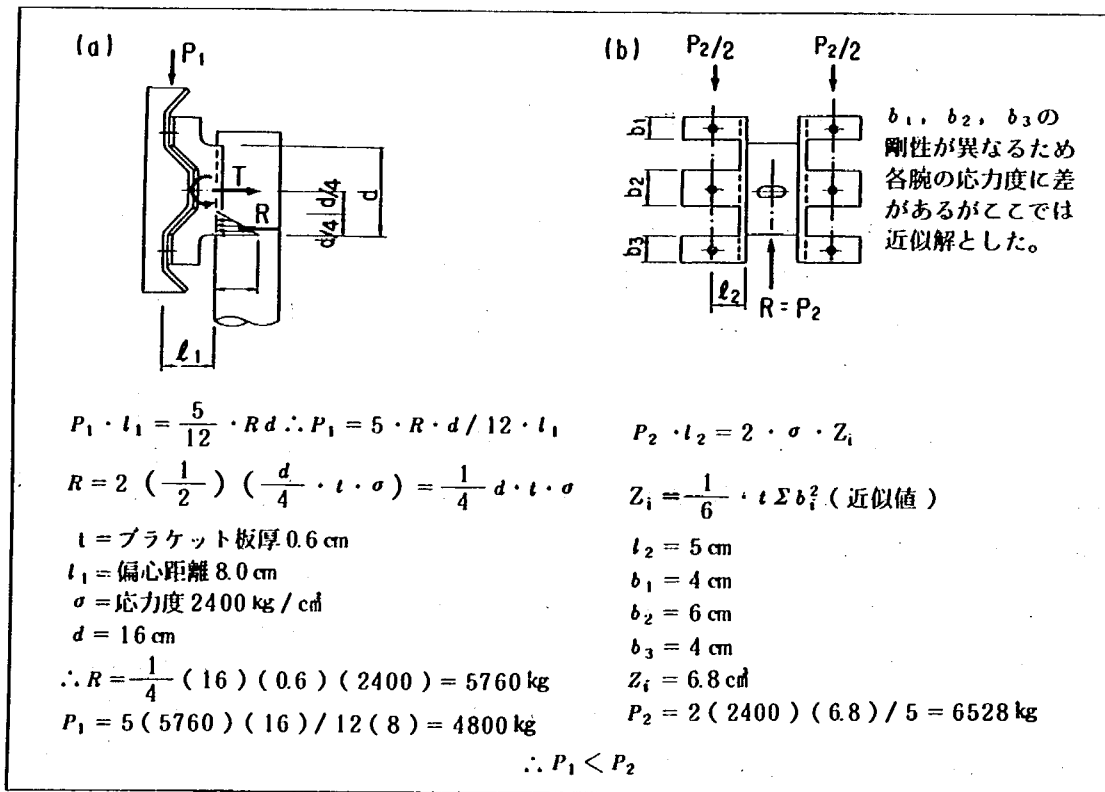 (a)
P₁
T
R
d/4
d/4
d
ℓ₁
P₁・l₁ = 5/12・R d ∴ P₁ = 5・R・d / 12・l₁
R = 2 (1/2) (d/4・t・σ) = 1/4 d・t・σ
t = ブラケット板厚 0.6 cm
l₁ = 偏心距離 8.0 cm
σ = 応力度 2400 kg / c㎡
d = 16 cm
∴ R = 1/4 ( 16 ) ( 0.6 ) ( 2400 ) = 5760 kg
P₁ = 5 ( 5760 ) ( 16 ) / 12 ( 8 ) = 4800 kg
(b)
P₂/2 P₂/2
b₁
b₂
b₃
ℓ₂
R = P₂
b₁, b₂, b₃の
剛性が異なるため
各腕の応力度に差
があるがここでは
近似解とした。
P₂・l₂ = 2・σ・Zᵢ
Zᵢ = 1/6・t Σ bᵢ² ( 近似値 )
l₂ = 5 cm
b₁ = 4 cm
b₂ = 6 cm
b₃ = 4 cm
Zᵢ = 6.8 c㎡
P₂ = 2 ( 2400 ) ( 6.8 ) / 5 = 6528 kg
∴ P₁ < P₂